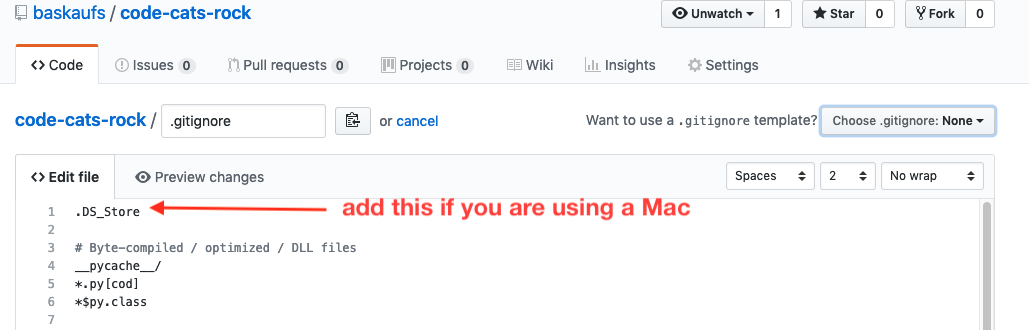 baskaufs / code-cats-rock
Unwatch 1 Star 0 Fork 0
<> Code Issues 0 Pull requests 0 Projects 0 Wiki Insights Settings
code-cats-rock / .gitignore or cancel Want to use a .gitignore template? Choose .gitignore: None
<> Edit file Preview changes Spaces 2 No wrap
1 .DS_Store add this if you are using a Mac
2
3 # Byte-compiled / optimized / DLL files
4 __pycache__/
5 *.py[cod]
6 *$py.class
7